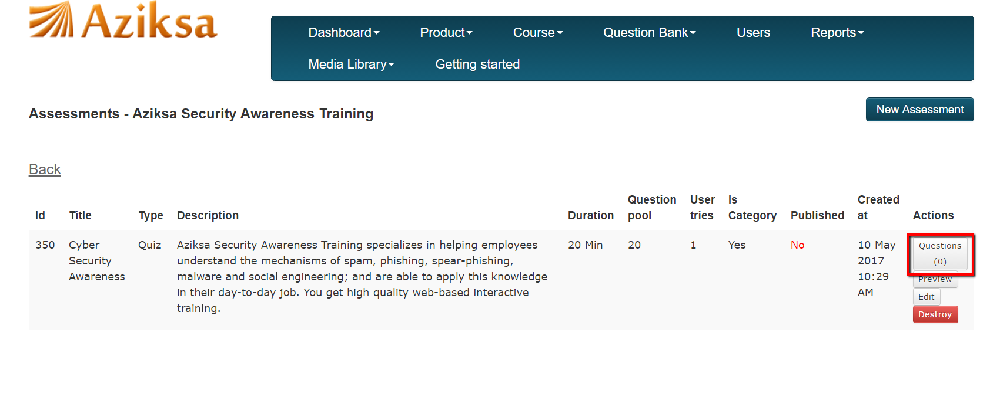 Aziksa
Dashboard Product Course Question Bank Users Reports
Media Library Getting started
Assessments - Aziksa Security Awareness Training
New Assessment
Back
Id Title Type Description Duration Question pool User tries Is Category Published Created at Actions
350 Cyber Security Awareness Quiz Aziksa Security Awareness Training specializes in helping employees
understand the mechanisms of spam, phishing, spear-phishing,
malware and social engineering; and are able to apply this knowledge
in their day-to-day job. You get high quality web-based interactive
training.
20 Min 20 1 Yes No 10 May 2017 10:29 AM
Questions
(0)
Preview
Edit
Destroy